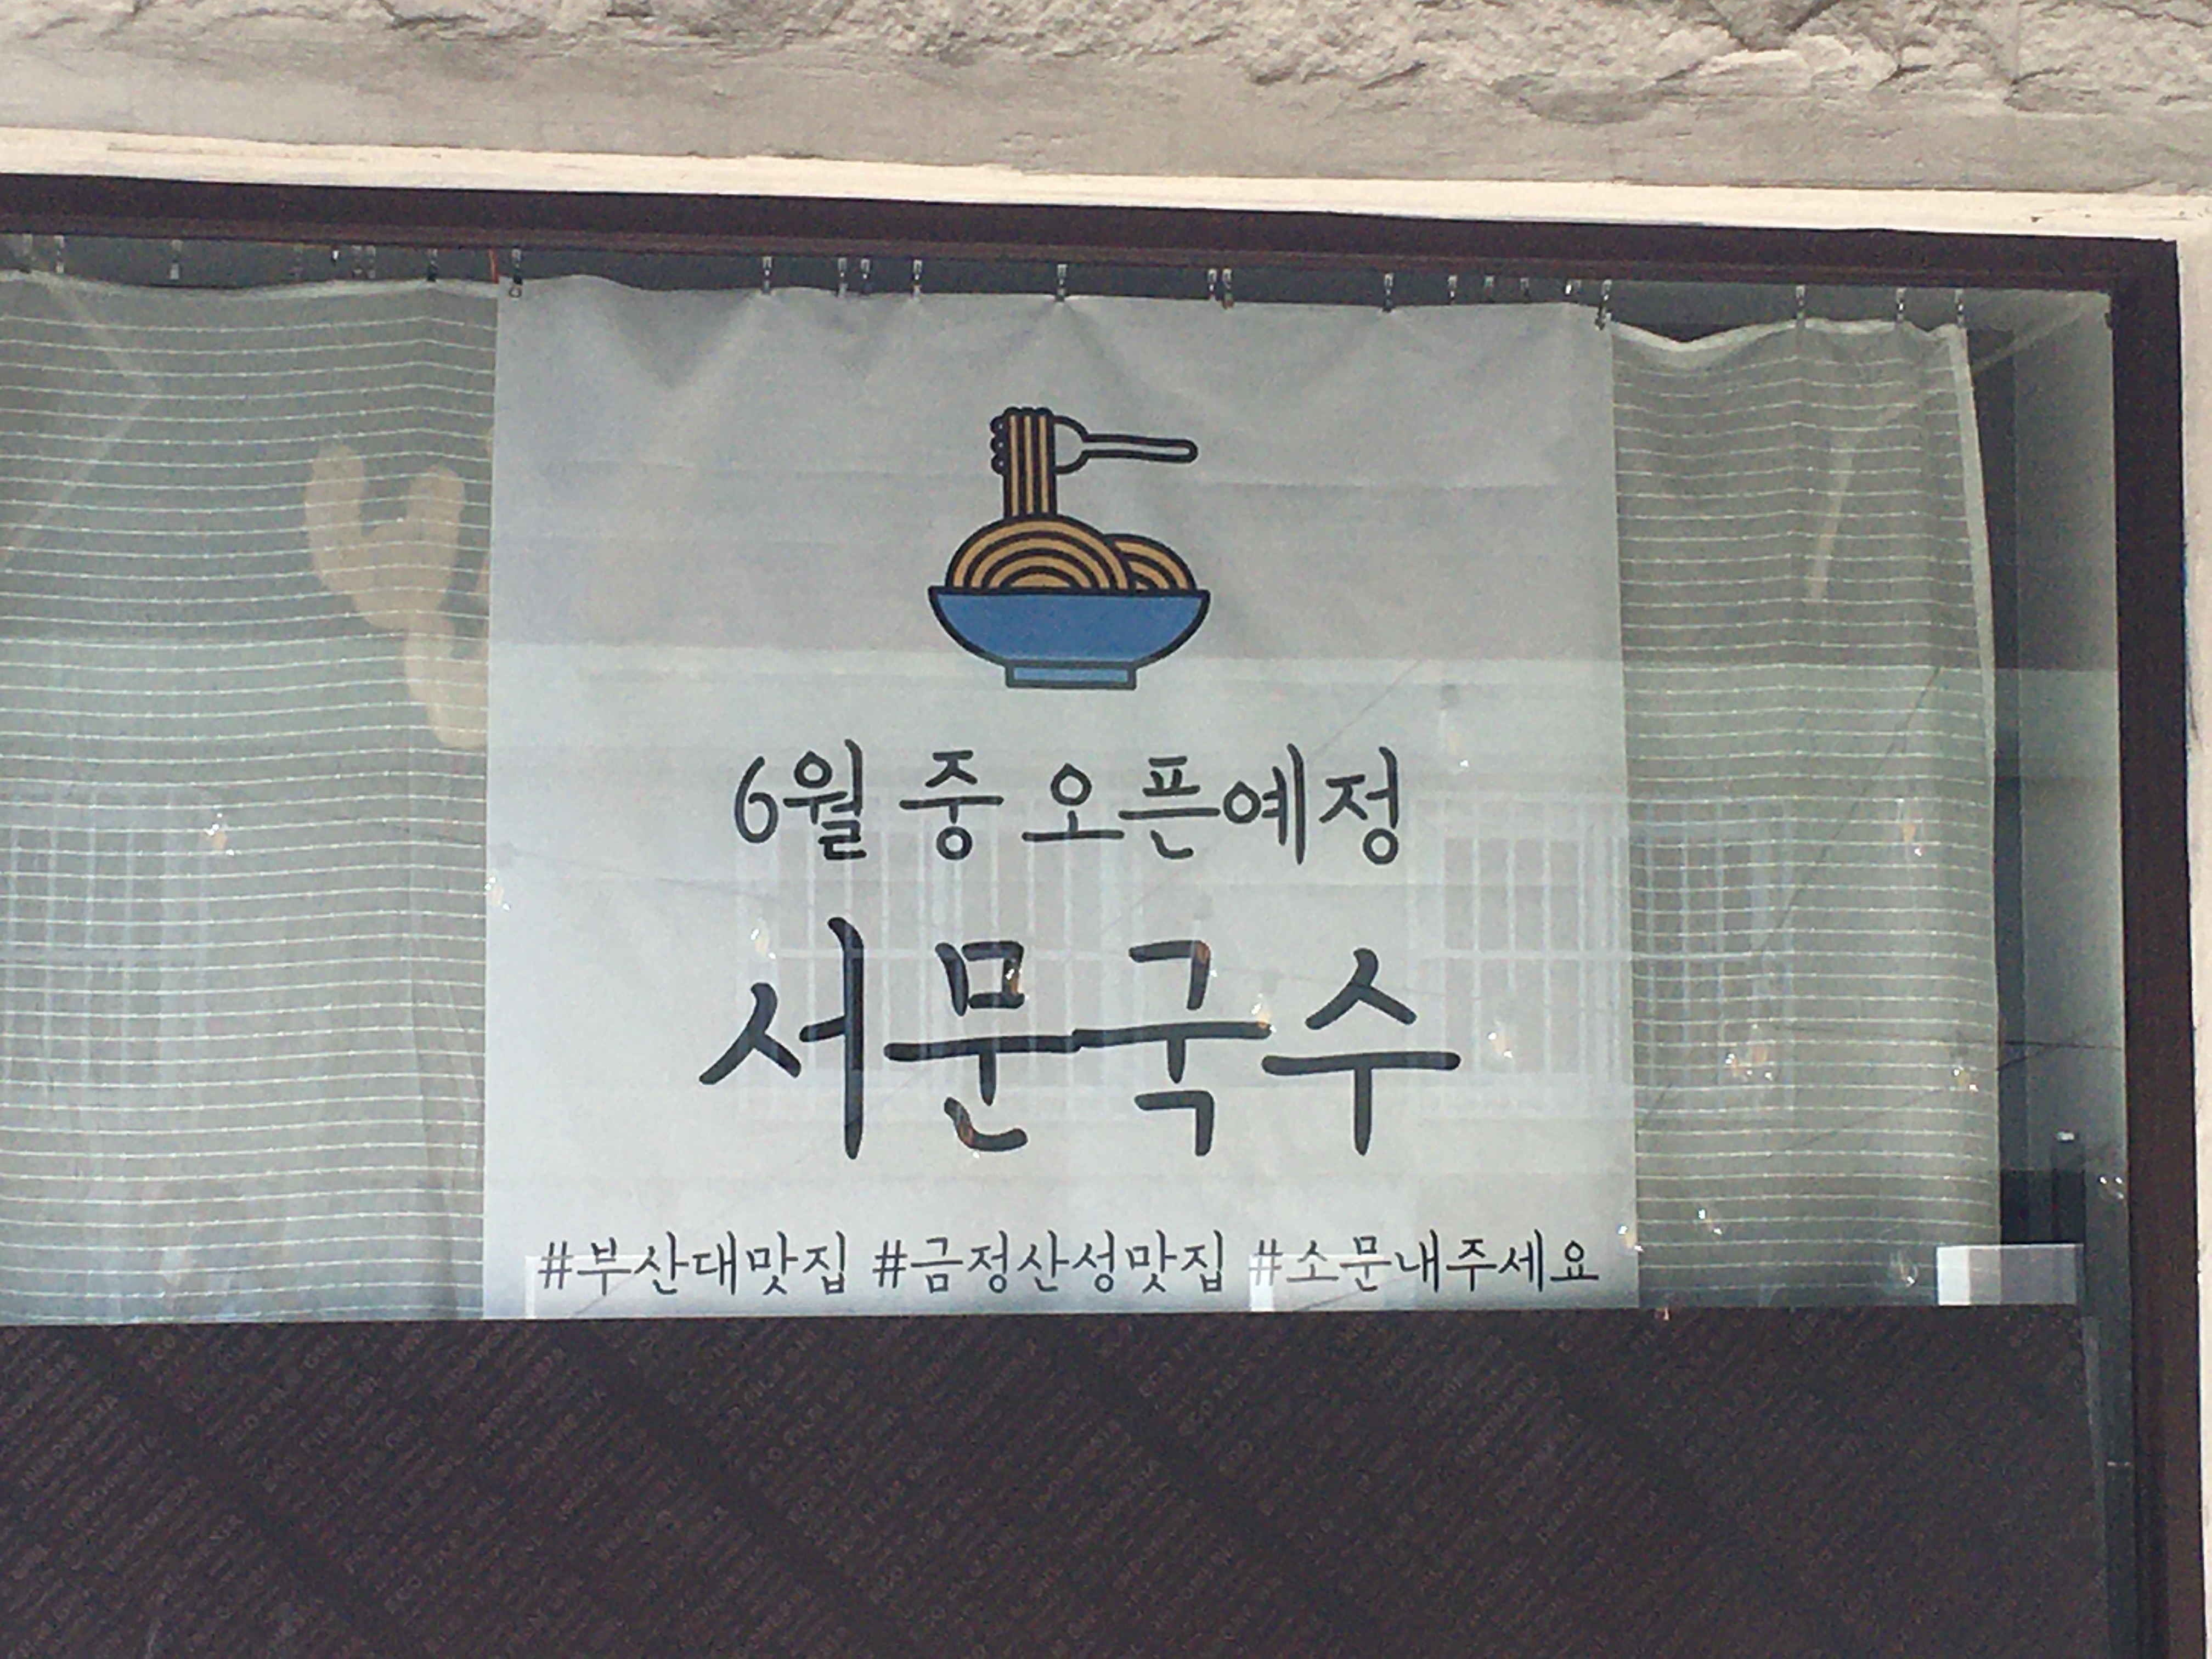 6월 중 오픈예정
서문국수
#부산대맛집 #금정산성맛집 #소문내주세요